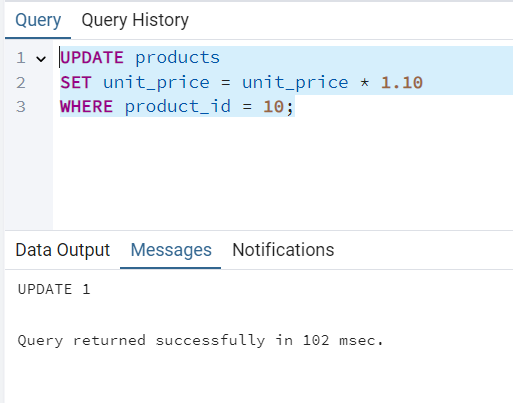 Query Query History
1 UPDATE products
2 SET unit_price = unit_price * 1.10
3 WHERE product_id = 10;
Data Output Messages Notifications
UPDATE 1
Query returned successfully in 102 msec.